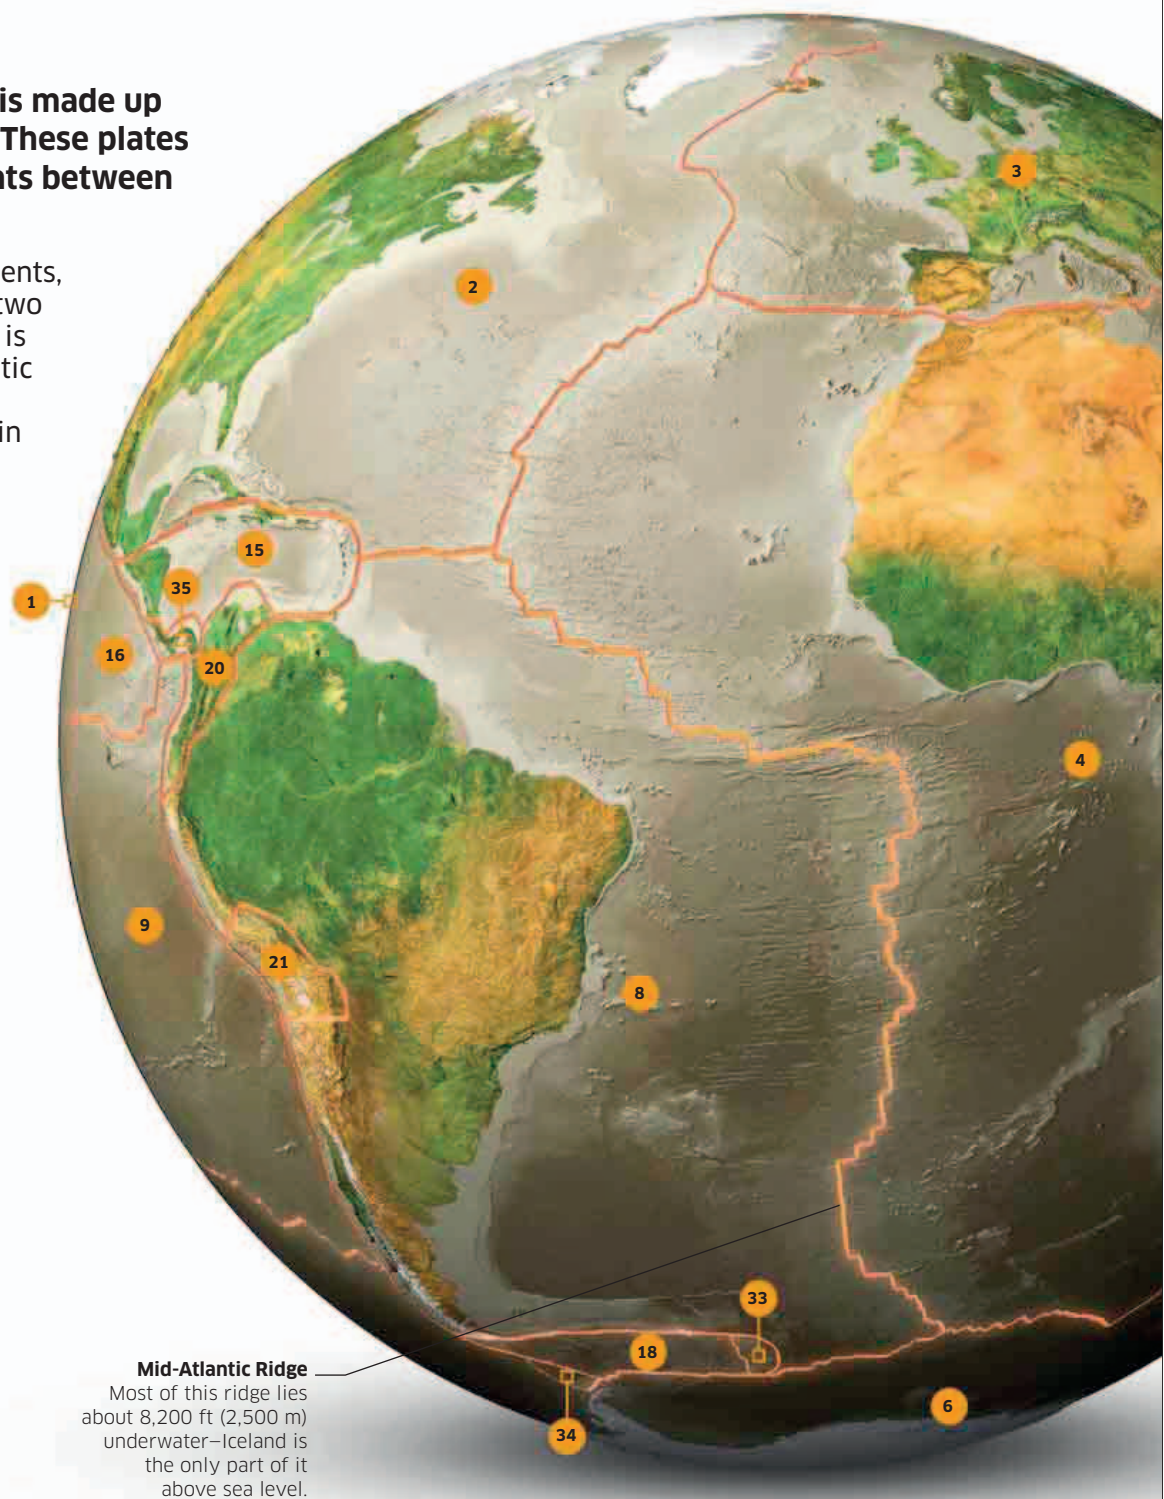 is made up
These plates
nts between
ents,
two
is
tic
in
3
2
15
35
1
16
20
4
9
21
8
33
18
6
34
Mid-Atlantic Ridge
Most of this ridge lies
about 8,200 ft (2,500 m)
underwater—Iceland is
the only part of it
above sea level.